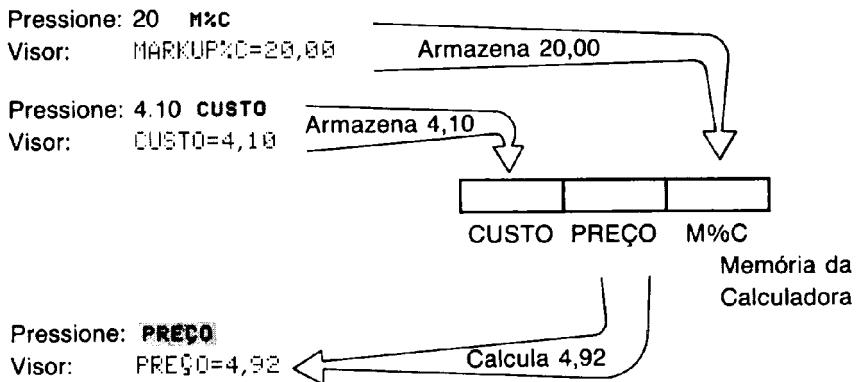 Pressione: 20 M%C
Visor: MARKUP%C=20,00
Armazena 20,00
Pressione: 4.10 CUSTO
Visor: CUSTO=4,10
Armazena 4,10
CUSTO PREÇO M%C
Memória da
Calculadora
Pressione: PREÇO
Visor: PREÇO=4,92
Calcula 4,92